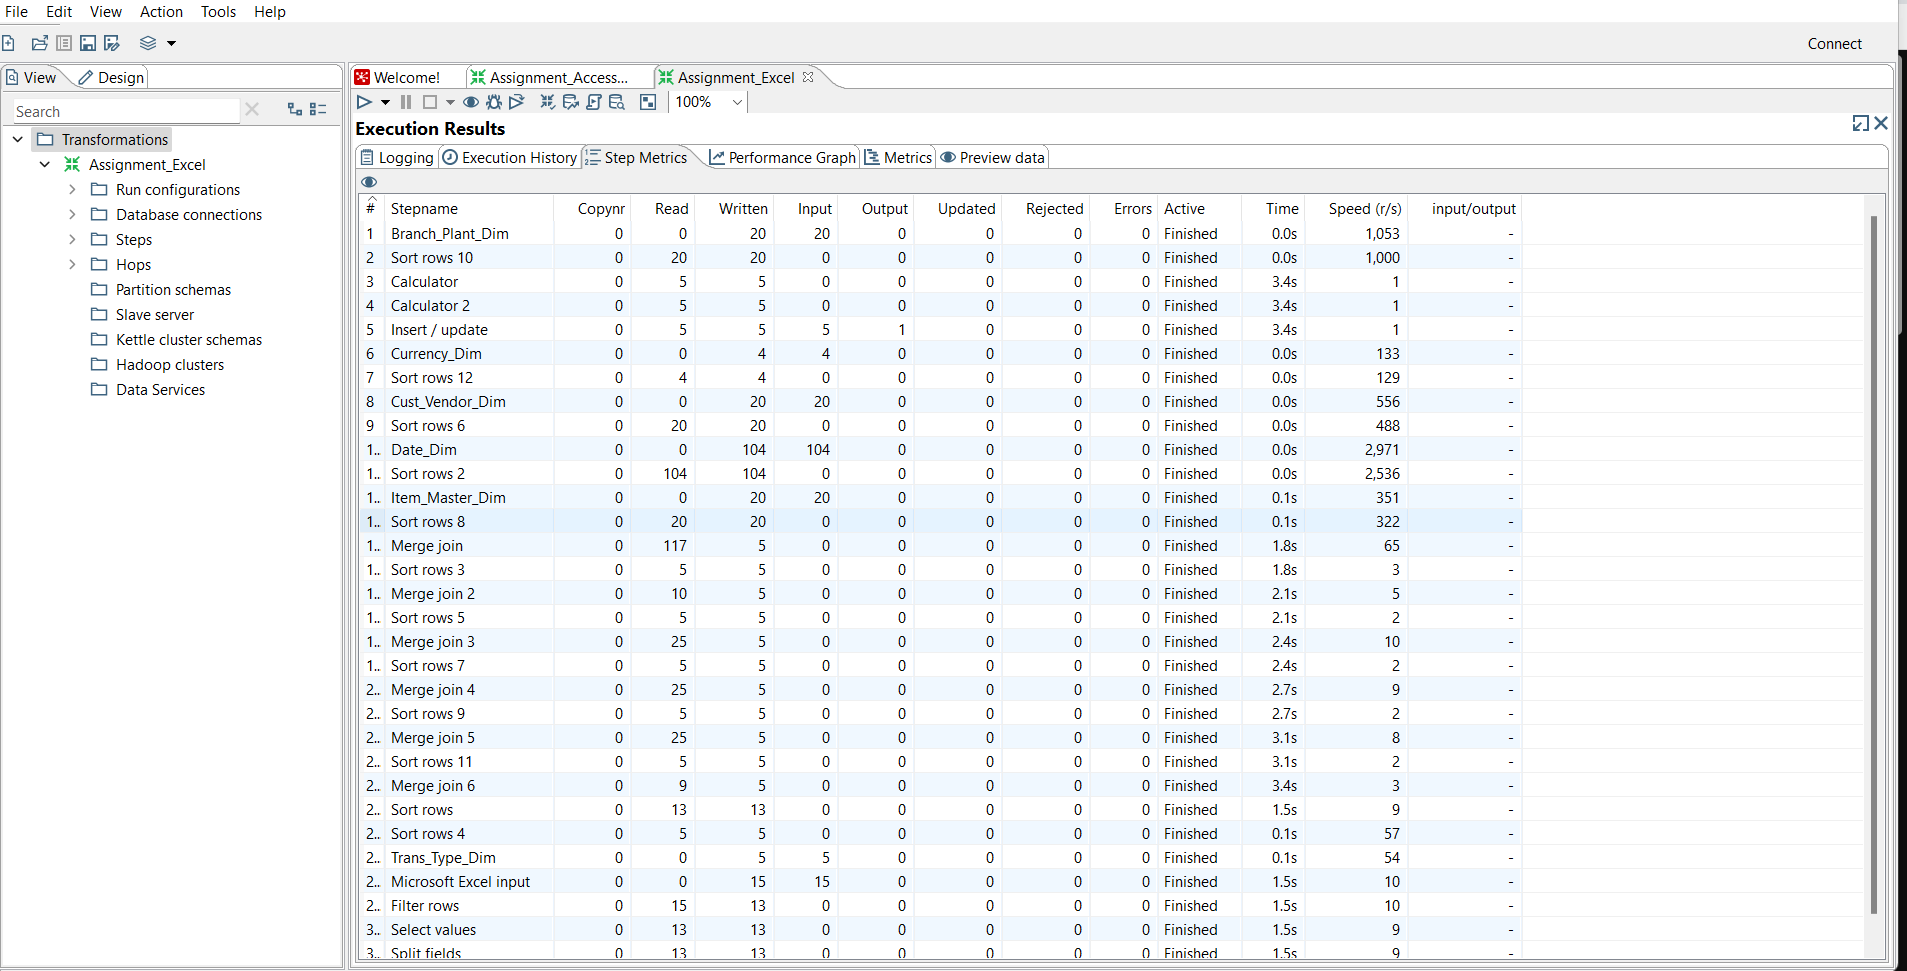 File Edit View Action Tools Help
Connect
View Design
Welcome! Assignment_Access... Assignment_Excel
Search
100%
Transformations
Assignment_Excel
Run configurations
Database connections
Steps
Hops
Partition schemas
Slave server
Kettle cluster schemas
Hadoop clusters
Data Services
Execution Results
Logging Execution History Step Metrics Performance Graph Metrics Preview data
# Stepname Copynr Read Written Input Output Updated Rejected Errors Active Time Speed (r/s) input/output
1 Branch_Plant_Dim 0 0 20 20 0 0 0 0 Finished 0.0s 1,053 -
2 Sort rows 10 0 20 20 0 0 0 0 0 Finished 0.0s 1,000 -
3 Calculator 0 5 5 0 0 0 0 0 Finished 3.4s 1 -
4 Calculator 2 0 5 5 0 0 0 0 0 Finished 3.4s 1 -
5 Insert / update 0 5 5 5 1 0 0 0 Finished 3.4s 1 -
6 Currency_Dim 0 0 4 4 0 0 0 0 Finished 0.0s 133 -
7 Sort rows 12 0 4 4 0 0 0 0 0 Finished 0.0s 129 -
8 Cust_Vendor_Dim 0 0 20 20 0 0 0 0 Finished 0.0s 556 -
9 Sort rows 6 0 20 20 0 0 0 0 0 Finished 0.0s 488 -
1.. Date_Dim 0 0 104 104 0 0 0 0 Finished 0.0s 2,971 -
1.. Sort rows 2 0 104 104 0 0 0 0 0 Finished 0.0s 2,536 -
1.. Item_Master_Dim 0 0 20 20 0 0 0 0 Finished 0.1s 351 -
1.. Sort rows 8 0 20 20 0 0 0 0 0 Finished 0.1s 322 -
1.. Merge join 0 117 5 0 0 0 0 0 Finished 1.8s 65 -
1.. Sort rows 3 0 5 5 0 0 0 0 0 Finished 1.8s 3 -
1.. Merge join 2 0 10 5 0 0 0 0 0 Finished 2.1s 5 -
1.. Sort rows 5 0 5 5 0 0 0 0 0 Finished 2.1s 2 -
1.. Merge join 3 0 25 5 0 0 0 0 0 Finished 2.4s 10 -
1.. Sort rows 7 0 5 5 0 0 0 0 0 Finished 2.4s 2 -
2.. Merge join 4 0 25 5 0 0 0 0 0 Finished 2.7s 9 -
2.. Sort rows 9 0 5 5 0 0 0 0 0 Finished 2.7s 2 -
2.. Merge join 5 0 25 5 0 0 0 0 0 Finished 3.1s 8 -
2.. Sort rows 11 0 5 5 0 0 0 0 0 Finished 3.1s 2 -
2.. Merge join 6 0 9 5 0 0 0 0 0 Finished 3.4s 3 -
2.. Sort rows 0 13 13 0 0 0 0 0 Finished 1.5s 9 -
2.. Sort rows 4 0 5 5 0 0 0 0 0 Finished 0.1s 57 -
2.. Trans_Type_Dim 0 0 5 5 0 0 0 0 Finished 0.1s 54 -
2.. Microsoft Excel input 0 0 15 15 0 0 0 0 Finished 1.5s 10 -
2.. Filter rows 0 15 13 0 0 0 0 0 Finished 1.5s 10 -
3.. Select values 0 13 13 0 0 0 0 0 Finished 1.5s 9 -
3.. Split fields 0 13 13 0 0 0 0 0 Finished 1.5s 9 -